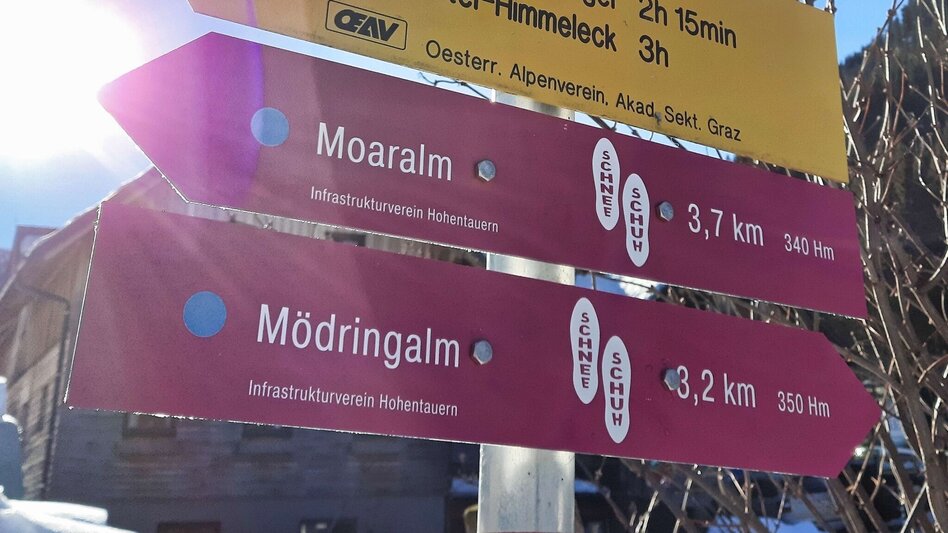 2h 15min
-Himmeleck 3h
OEAV
Oesterr. Alpenverein, Akad. Sekt. Graz
Moaralm
SCHNEE
SCHUH
3,7 km 340 Hm
Infrastrukturverein Hohentauern
Mödringalm
SCHNEE
SCHUH
3,2 km 350 Hm
Infrastrukturverein Hohentauern